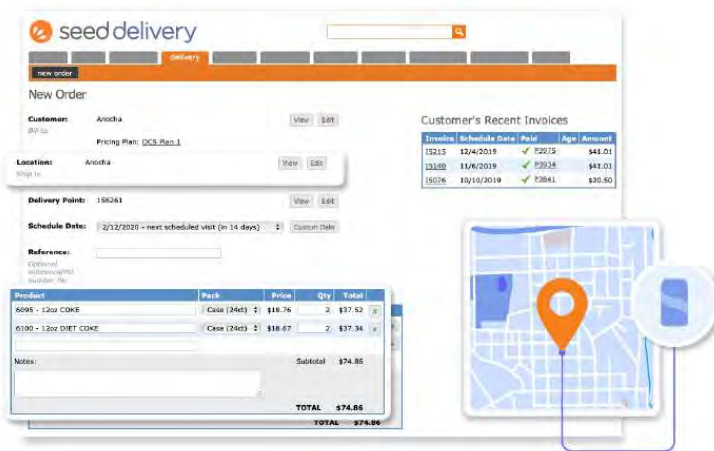 seed delivery
delivery
new order
New Order
Customer: Anocha View Edit
Bill to
Pricing Plan: OCS Plan 1
Location: Anocha View Edit
Ship to
Delivery Point: 156261 View Edit
Schedule Date: 2/12/2020 - next scheduled visit (in 14 days) Custom Date
Reference:
Optional
Customer's Recent Invoices
Invoice Schedule Date Paid Age Amount
I5215 12/4/2019 P3975 $41.01
I5140 11/6/2019 P3934 $41.01
I5076 10/10/2019 P3841 $20.50
Product Pack Price Qty Total
6095 - 12oz COKE Case (24ct) $18.76 2 $37.52 x
6100 - 12oz DIET COKE Case (24ct) $18.67 2 $37.34 x
Notes: Subtotal $74.86
TOTAL $74.86
TOTAL $74.86